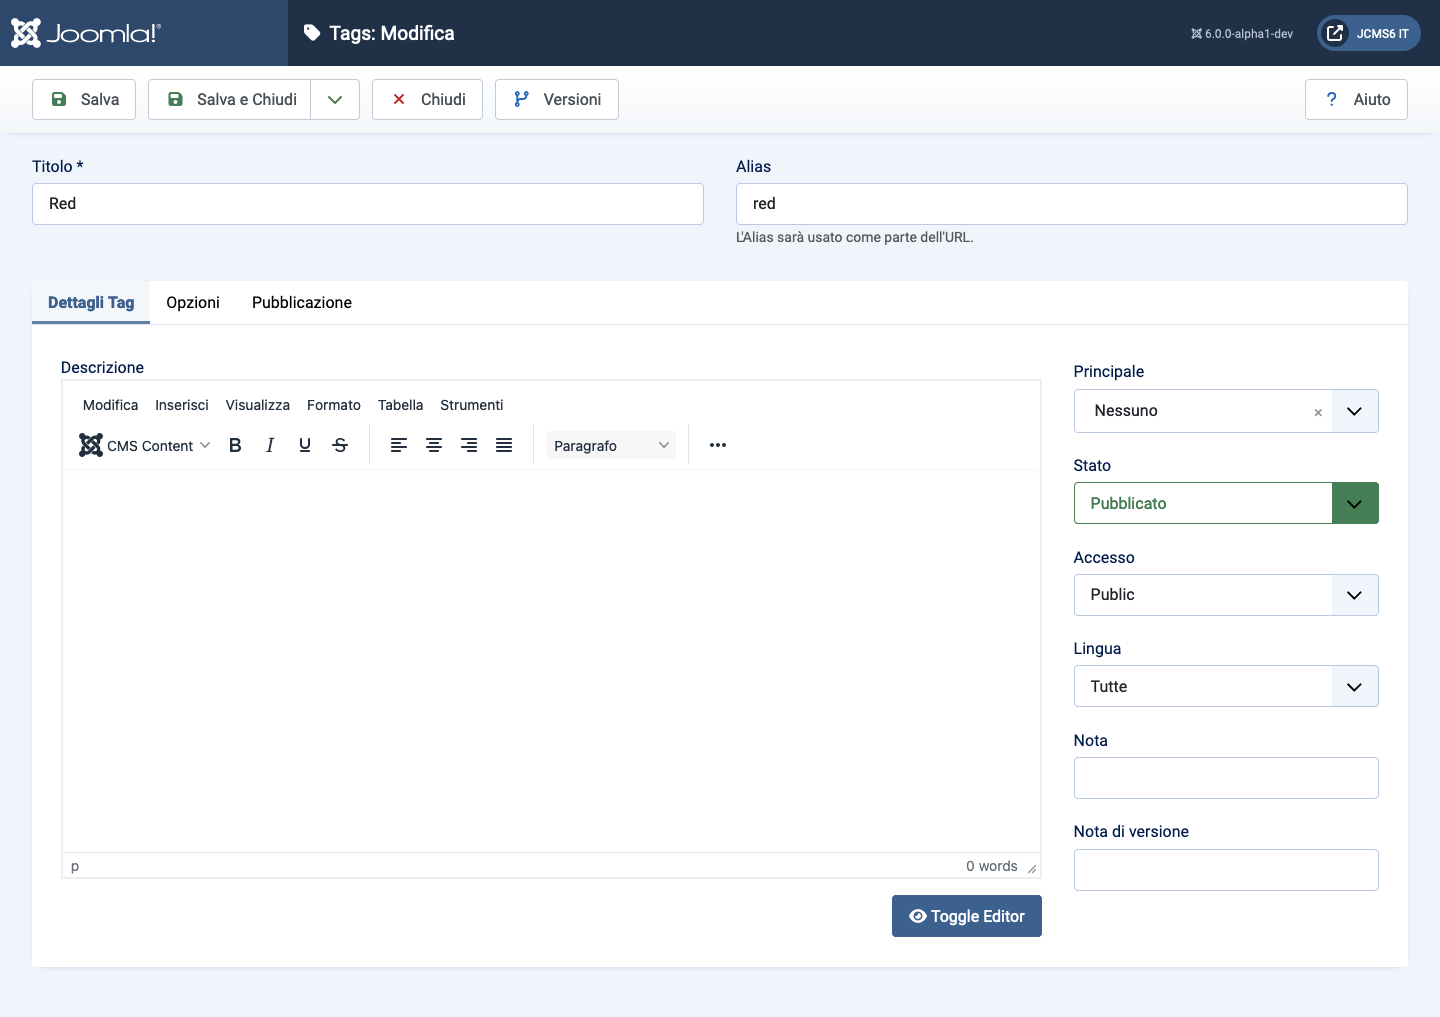 Joomla!®
Tags: Modifica
6.0.0-alpha1-dev
JCMS6 IT
Salva
Salva e Chiudi
Chiudi
Versioni
Aiuto
Titolo *
Alias
Red
red
L'Alias sarà usato come parte dell'URL.
Dettagli Tag
Opzioni
Pubblicazione
Descrizione
Modifica Inserisci Visualizza Formato Tabella Strumenti
CMS Content
B I U S
Paragrafo
p
0 words
Toggle Editor
Principale
Nessuno
Stato
Pubblicato
Accesso
Public
Lingua
Tutte
Nota
Nota di versione